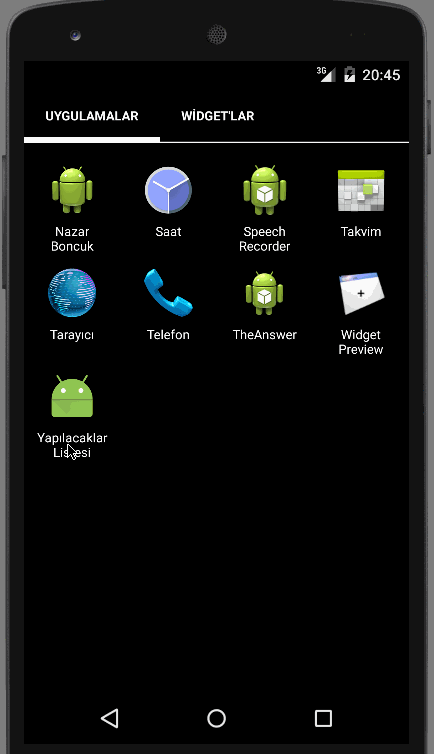 3G 20:45
UYGULAMALAR WİDGET'LAR
Nazar Boncuk
Saat
Speech Recorder
Takvim
Tarayıcı
Telefon
TheAnswer
Widget Preview
Yapılacaklar
Listesi